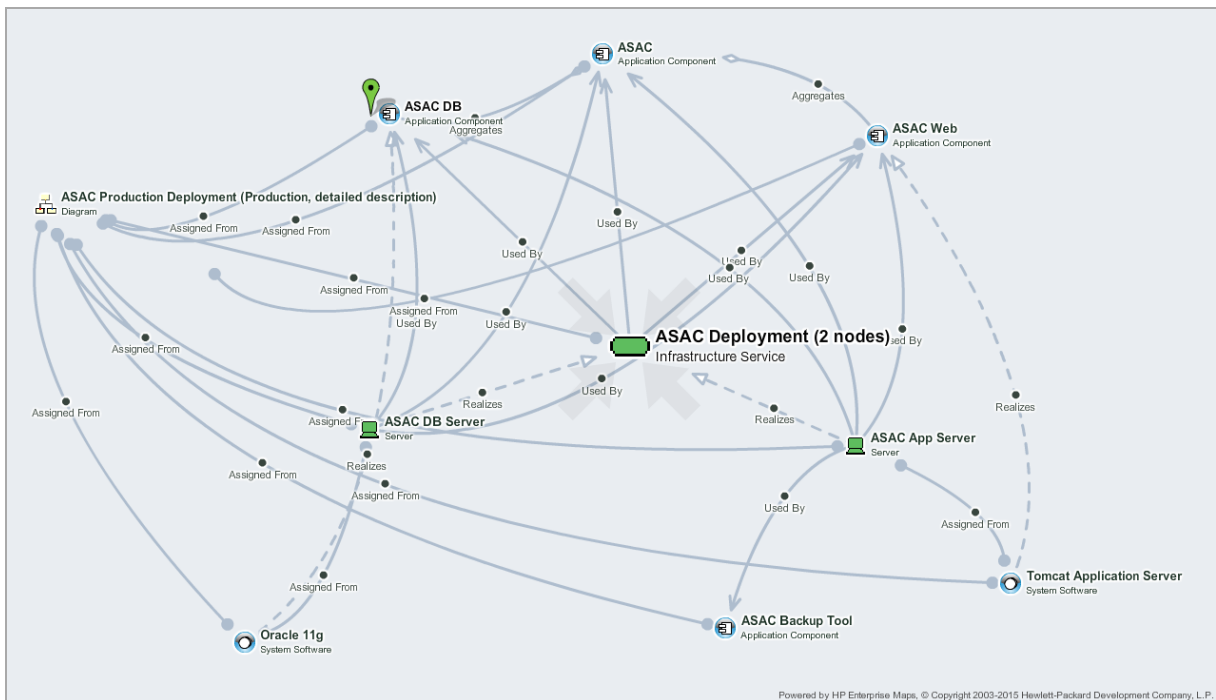 ASAC
Application Component
Aggregates
ASAC DB
Application Component
Aggregates
ASAC Web
Application Component
ASAC Production Deployment (Production, detailed description)
Diagram
Assigned From
Assigned From
Used By
Used By
Used By
Used By
Used By
Assigned From
Assigned From
Used By
Used By
Assigned From
ASAC Deployment (2 nodes)
Infrastructure Service
Used By
Used By
Realizes
Realizes
Realizes
Assigned From
Assigned F
ASAC DB Server
Server
ASAC App Server
Server
Realizes
Assigned From
Assigned From
Used By
Assigned From
Assigned From
Tomcat Application Server
System Software
ASAC Backup Tool
Application Component
Oracle 11g
System Software
Powered by HP Enterprise Maps, © Copyright 2003-2015 Hewlett-Packard Development Company, L.P.